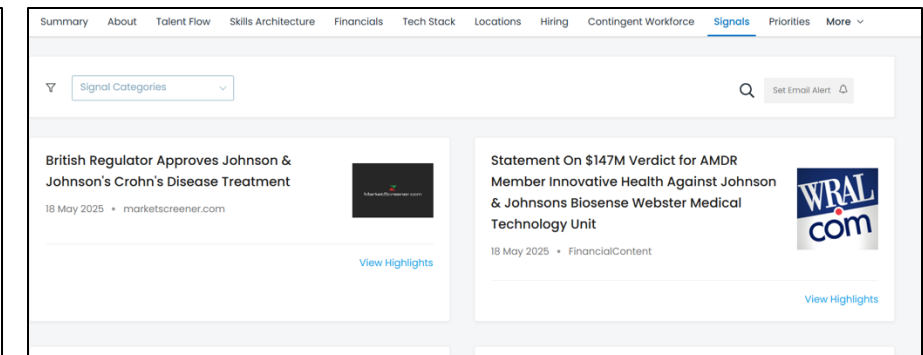 Summary About Talent Flow Skills Architecture Financials Tech Stack Locations Hiring Contingent Workforce Signals Priorities More
Signal Categories
Set Email Alert
British Regulator Approves Johnson &
Johnson's Crohn's Disease Treatment
18 May 2025 • marketscreener.com
MarketScreener.com
View Highlights
Statement On $147M Verdict for AMDR
Member Innovative Health Against Johnson
& Johnsons Biosense Webster Medical
Technology Unit
18 May 2025 • FinancialContent
WRAL
.com
View Highlights